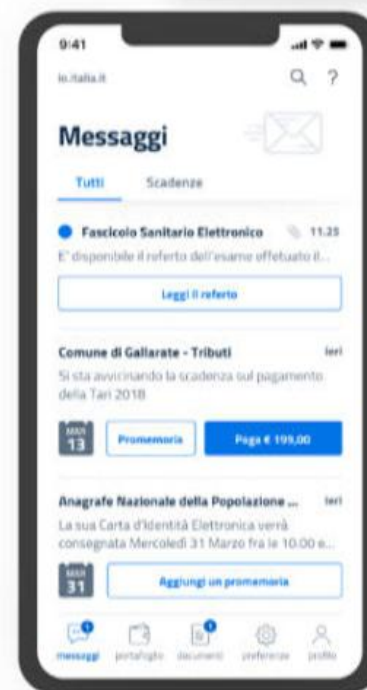 9:41
io.italia.it
?
Messaggi
Tutti Scadenze
Fascicolo Sanitario Elettronico 11.25
E' disponibile il referto dell'esame effetuato il...
Leggi il referto
Comune di Gallarate - Tributi ieri
Si sta avvicinando la scadenza sul pagamento
della Tari 2018
MAR
13
Promemoria Paga € 199,00
Anagrafe Nazionale della Popolazione ... ieri
La sua Carta d'Identità Elettronica verrà
consegnata Mercoledì 31 Marzo fra le 10.00 e...
MAR
31
Aggiungi un promemoria
messaggi portafoglio documenti preferenze profilo